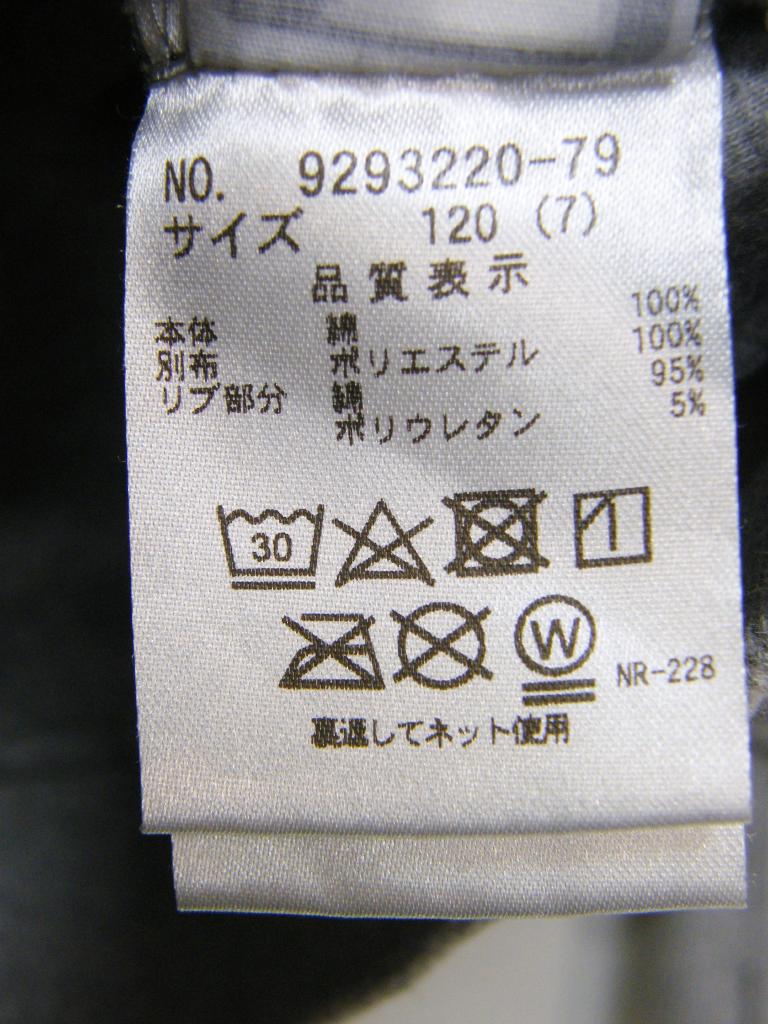 NO. 9293220-79
サイズ 120 (7)
品質表示
本体 綿 100%
別布 ポリエステル 100%
リブ部分 綿 95%
ポリウレタン 5%
30
W
NR-228
裏返してネット使用